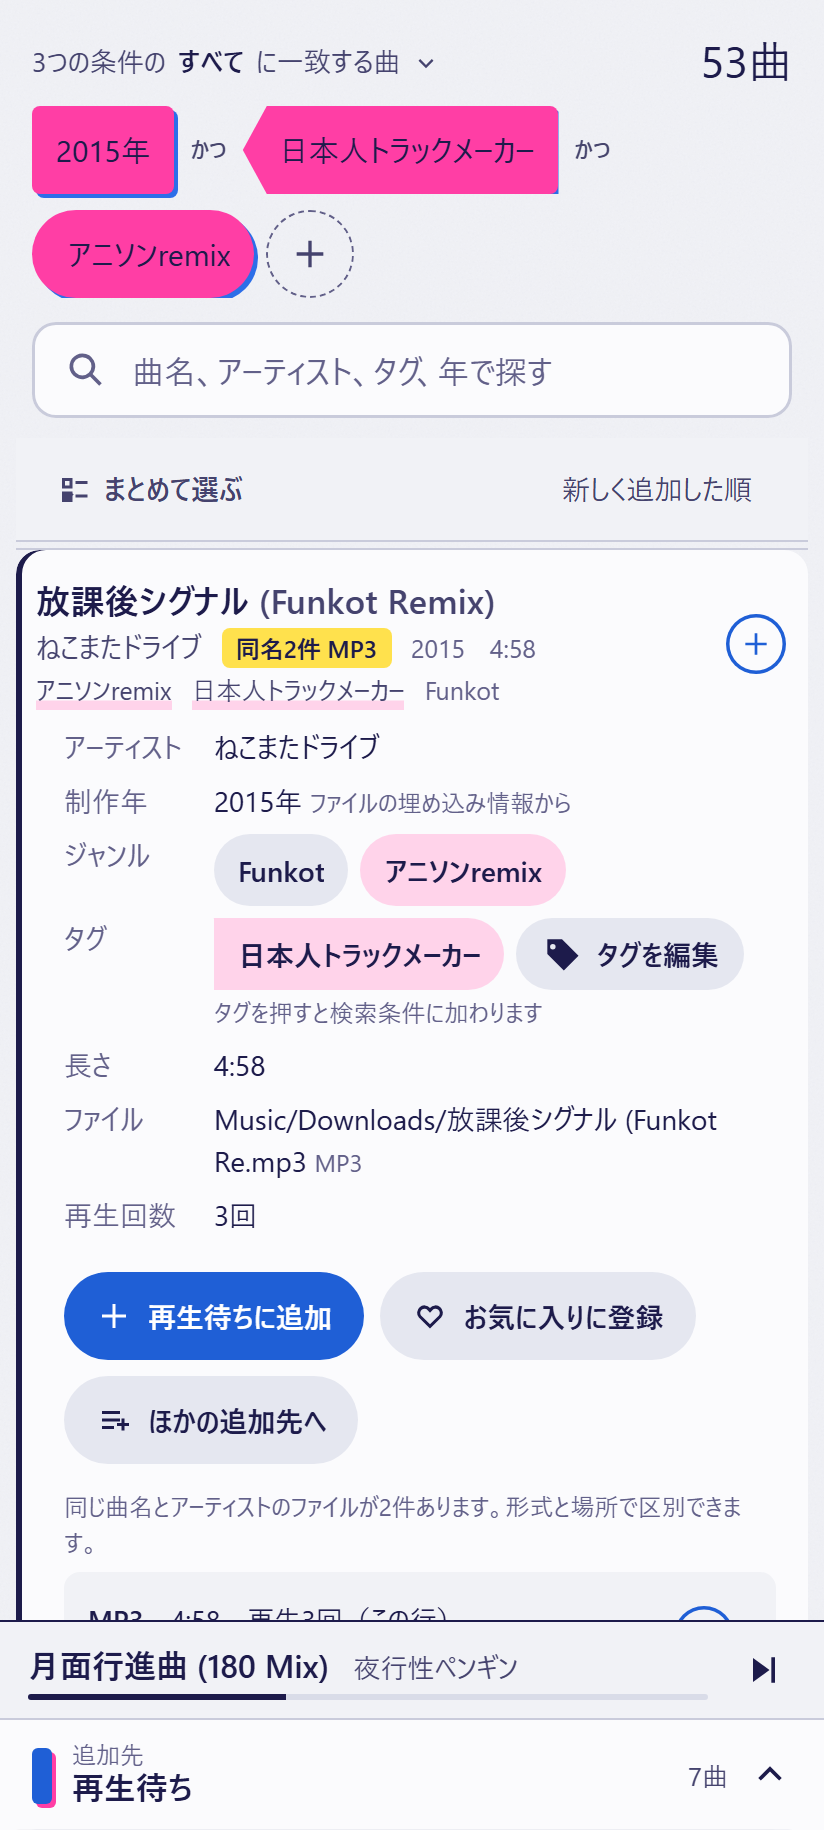 3つの条件の すべて に一致する曲 53曲
2015年 かつ 日本人トラックメーカー かつ
アニソンremix
曲名、アーティスト、タグ、年で探す
まとめて選ぶ 新しく追加した順
放課後シグナル (Funkot Remix)
ねこまたドライブ 同名2件 MP3 2015 4:58
アニソンremix 日本人トラックメーカー Funkot
アーティスト ねこまたドライブ
制作年 2015年 ファイルの埋め込み情報から
ジャンル Funkot アニソンremix
タグ 日本人トラックメーカー タグを編集
タグを押すと検索条件に加わります
長さ 4:58
ファイル Music/Downloads/放課後シグナル (Funkot
Re.mp3 MP3
再生回数 3回
再生待ちに追加 お気に入りに登録
ほかの追加先へ
同じ曲名とアーティストのファイルが2件あります。形式と場所で区別できま
す。
MP3 4:58 再生3回（この行）
月面行進曲 (180 Mix) 夜行性ペンギン
追加先
再生待ち 7曲